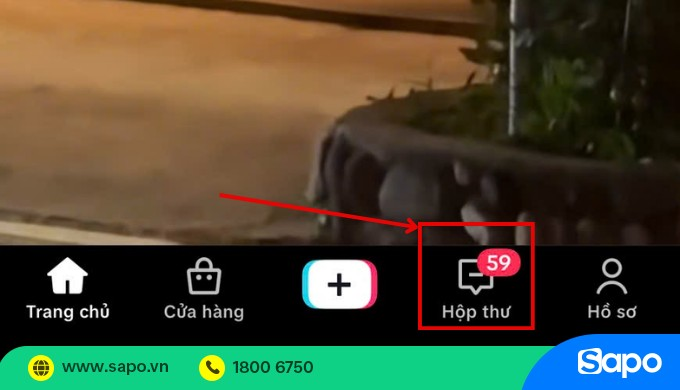 59
Trang chủ
Cửa hàng
Hộp thư
Hồ sơ
www.sapo.vn
1800 6750
Sapo